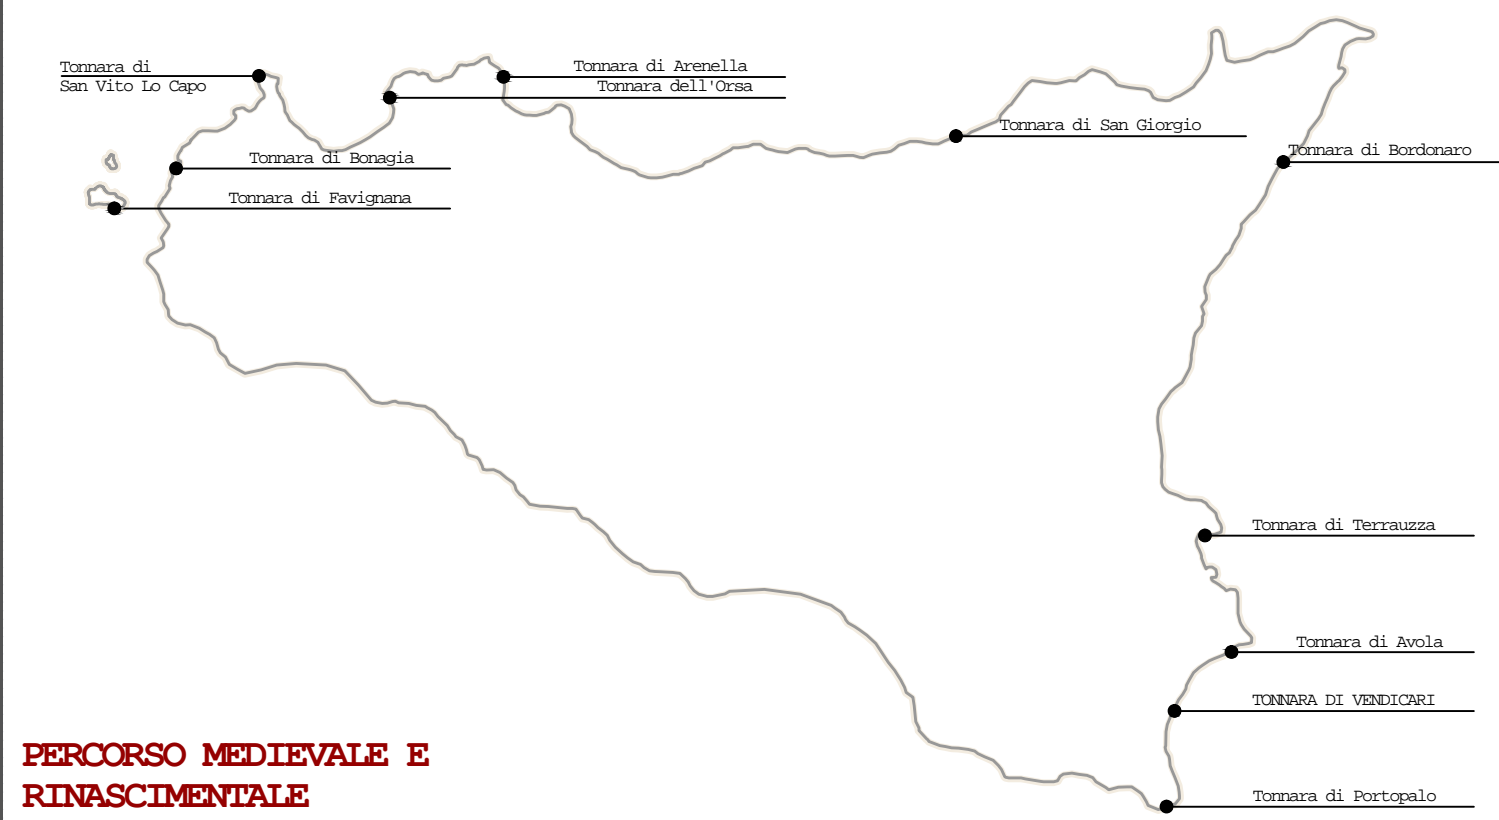 Tonnara di
San Vito Lo Capo
Tonnara di Arenella
Tonnara dell'Orsa
Tonnara di San Giorgio
Tonnara di Bordonaro
Tonnara di Bonagia
Tonnara di Favignana
Tonnara di Terrauzza
Tonnara di Avola
TONNARA DI VENDICARI
Tonnara di Portopalo
PERCORSO MEDIEVALE E
RINASCIMENTALE